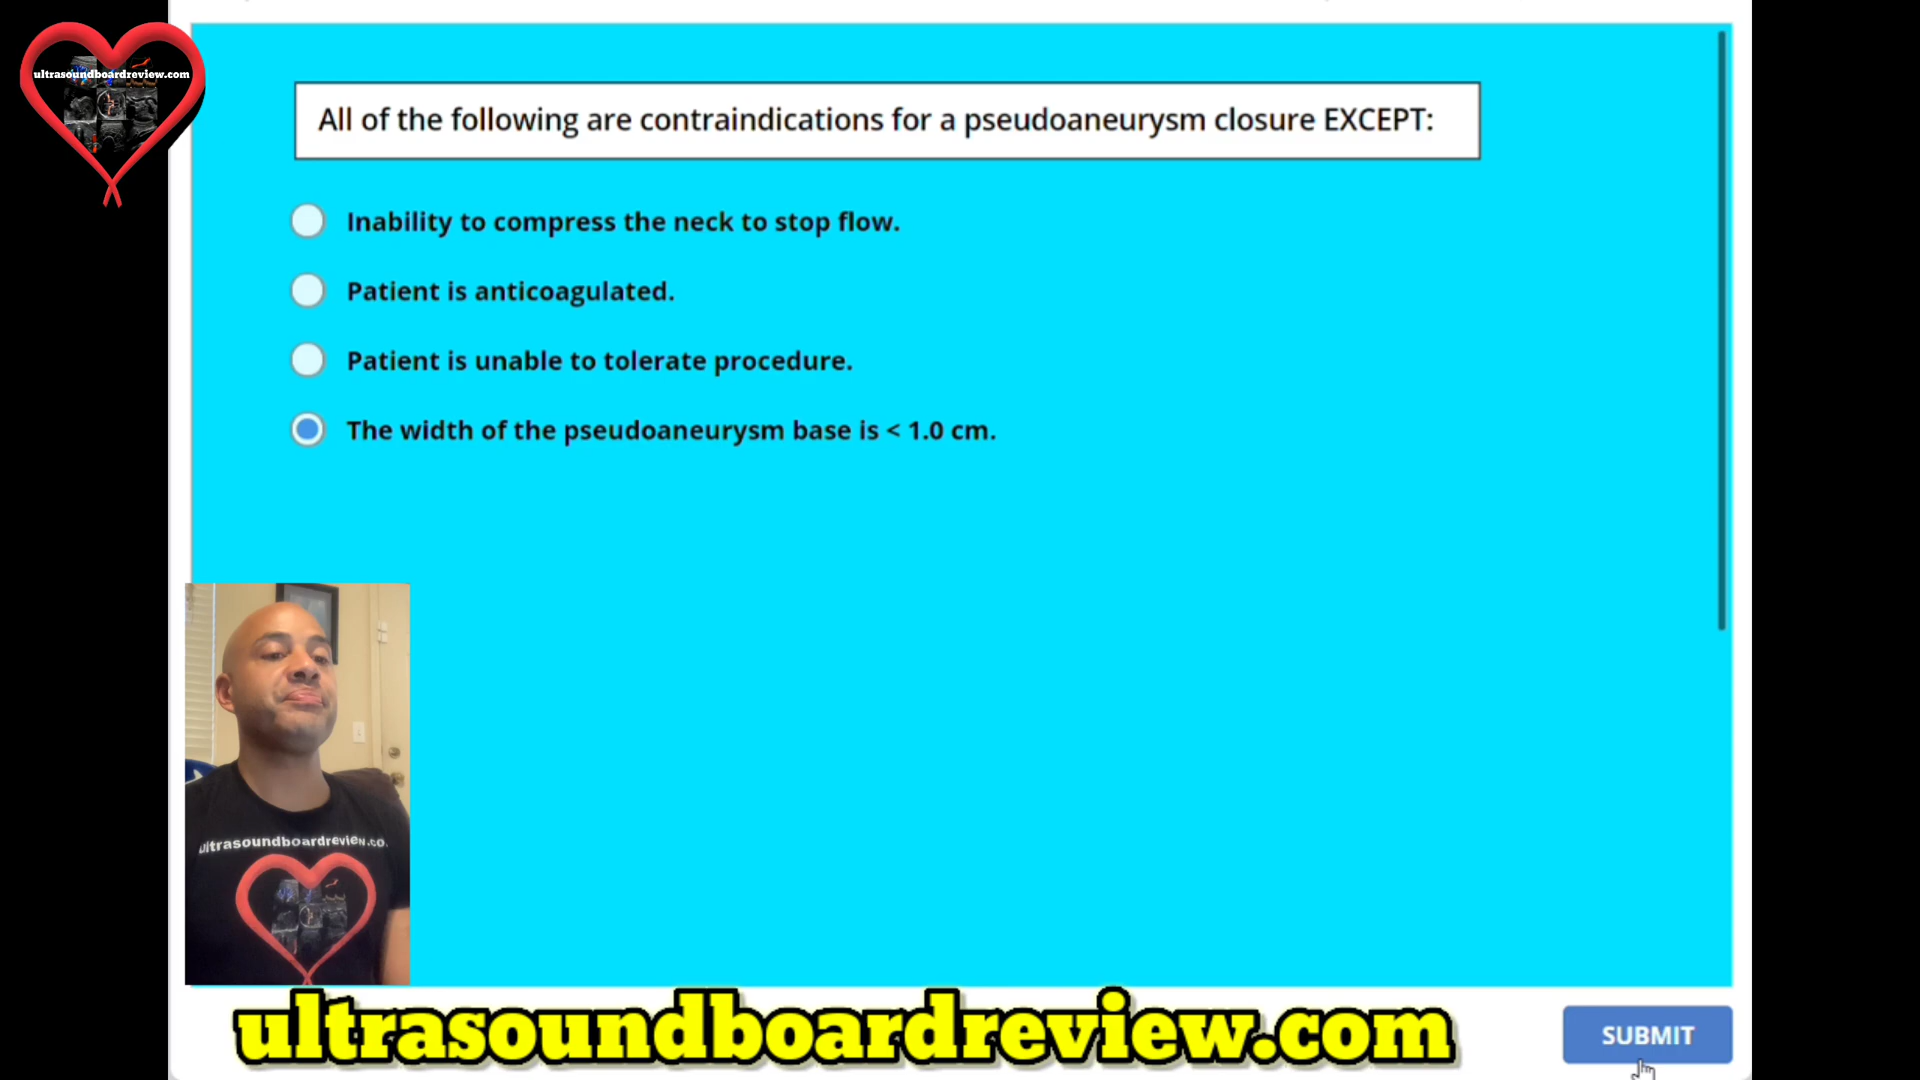 ultrasoundboardreview.com
All of the following are contraindications for a pseudoaneurysm closure EXCEPT:
Inability to compress the neck to stop flow.
Patient is anticoagulated.
Patient is unable to tolerate procedure.
The width of the pseudoaneurysm base is < 1.0 cm.
ultrasoundboardreview.co
ultrasoundboardreview.com
SUBMIT